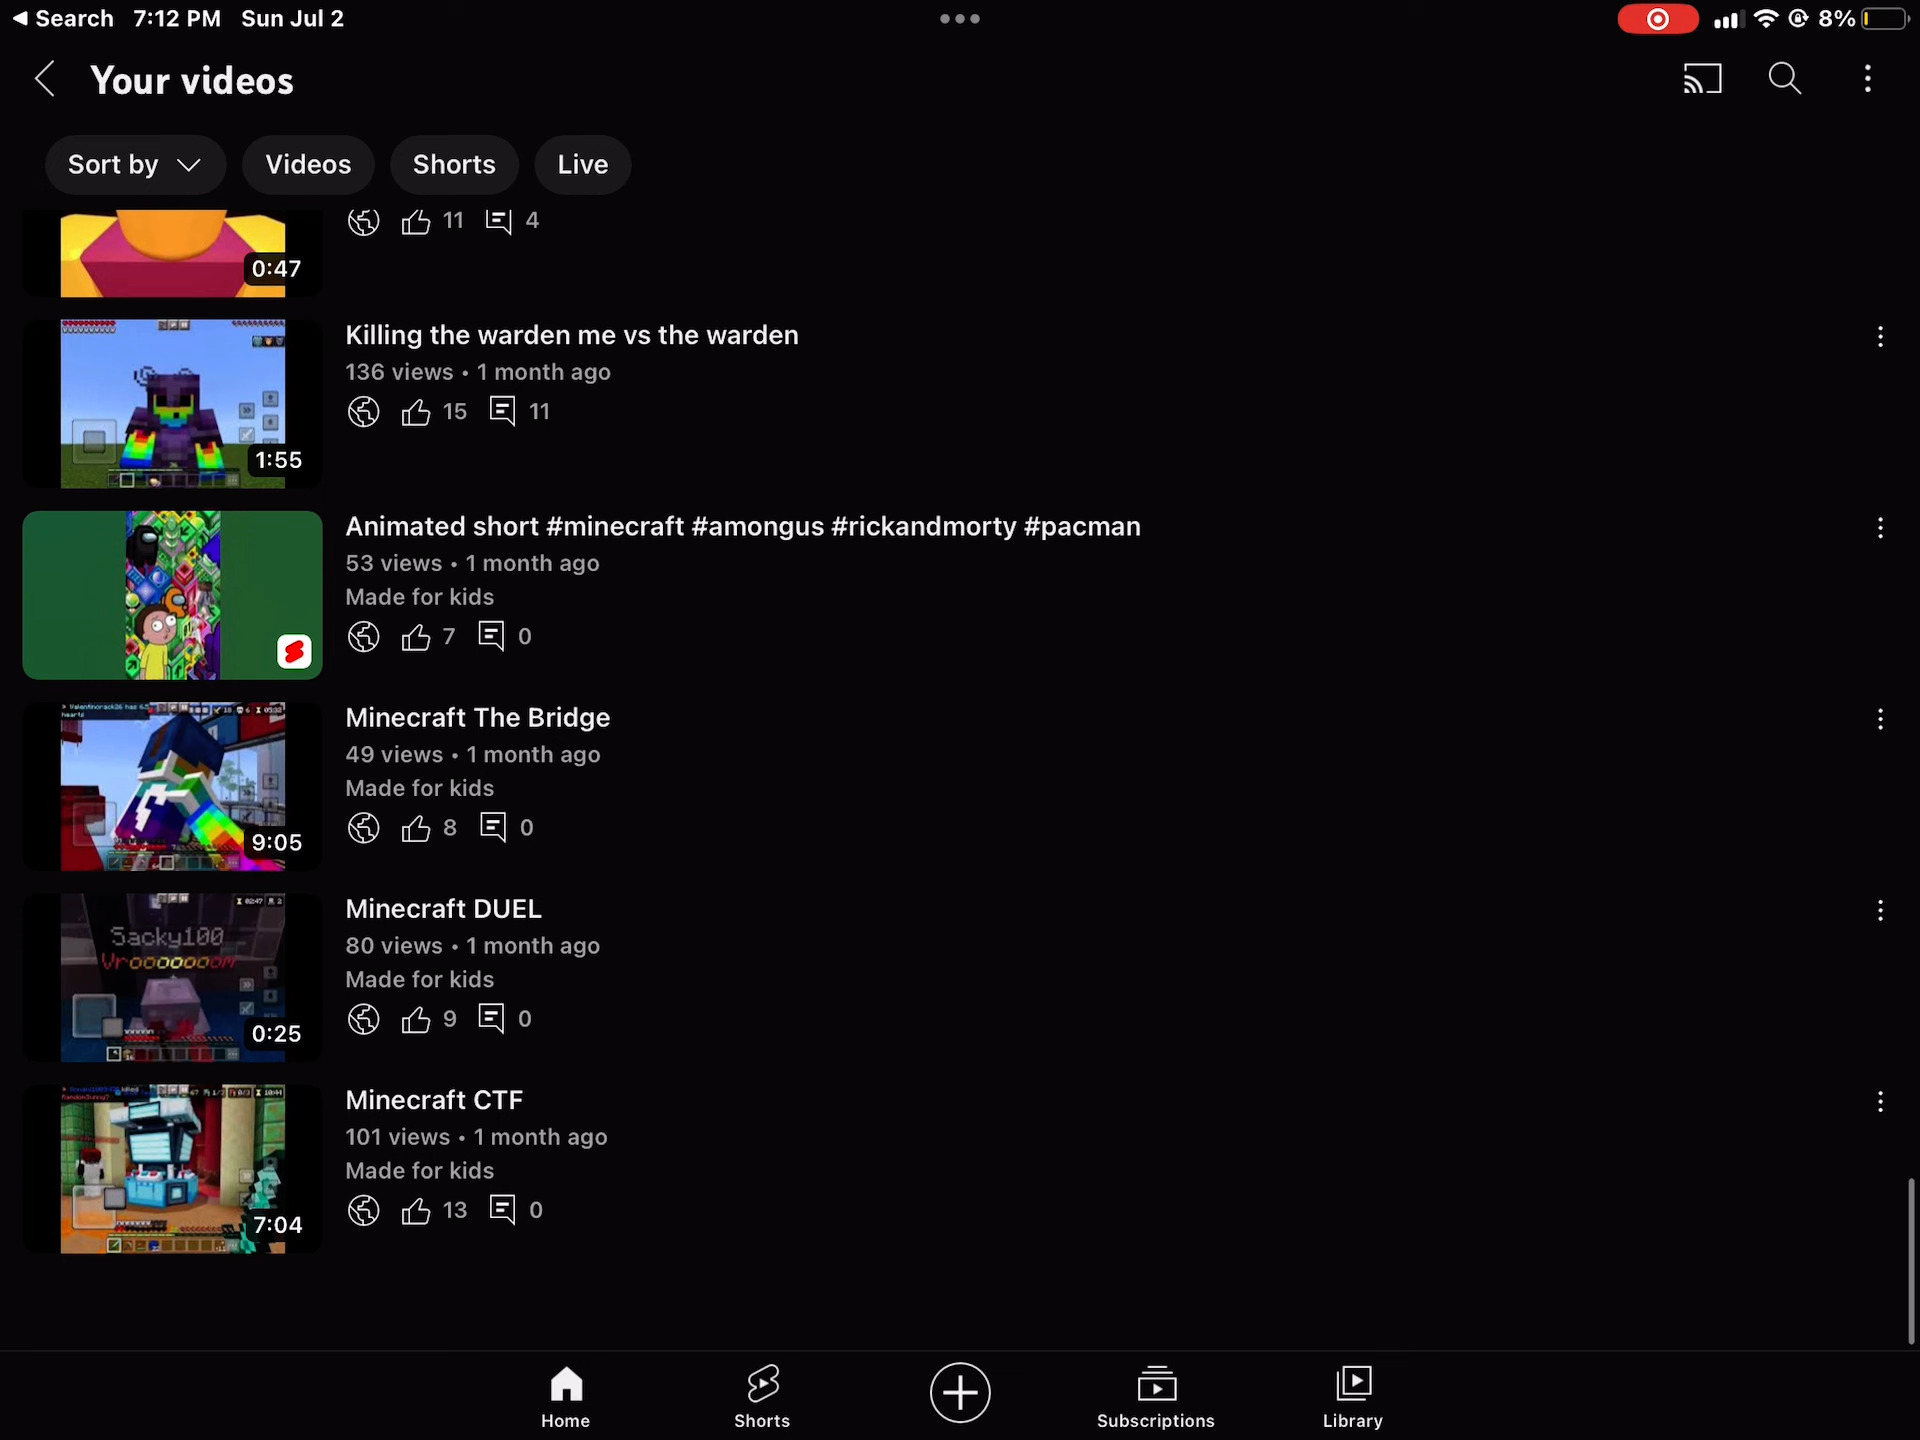 Search 7:12 PM Sun Jul 2
8%
Your videos
Sort by Videos Shorts Live
11 4
0:47
Killing the warden me vs the warden
136 views • 1 month ago
15 11
1:55
Animated short #minecraft #amongus #rickandmorty #pacman
53 views • 1 month ago
Made for kids
7 0
Minecraft The Bridge
49 views • 1 month ago
Made for kids
8 0
9:05
Minecraft DUEL
80 views • 1 month ago
Made for kids
9 0
Sacky100
Vrooooooom
0:25
Minecraft CTF
101 views • 1 month ago
Made for kids
13 0
7:04
Home Shorts Subscriptions Library